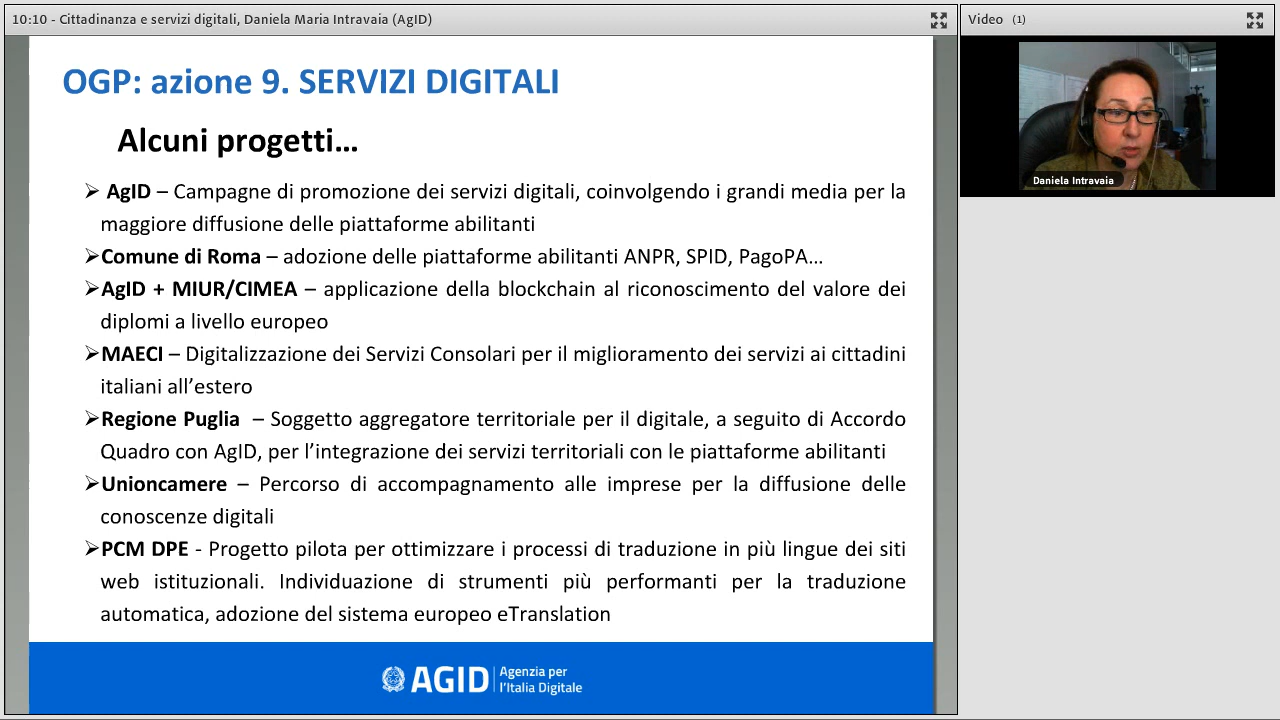 10:10 - Cittadinanza e servizi digitali, Daniela Maria Intravaia (AgID)
Video (1)
OGP: azione 9. SERVIZI DIGITALI
Alcuni progetti…
➢ AgID – Campagne di promozione dei servizi digitali, coinvolgendo i grandi media per la
maggiore diffusione delle piattaforme abilitanti
➢Comune di Roma – adozione delle piattaforme abilitanti ANPR, SPID, PagoPA…
➢AgID + MIUR/CIMEA – applicazione della blockchain al riconoscimento del valore dei
diplomi a livello europeo
➢MAECI – Digitalizzazione dei Servizi Consolari per il miglioramento dei servizi ai cittadini
italiani all’estero
➢Regione Puglia – Soggetto aggregatore territoriale per il digitale, a seguito di Accordo
Quadro con AgID, per l’integrazione dei servizi territoriali con le piattaforme abilitanti
➢Unioncamere – Percorso di accompagnamento alle imprese per la diffusione delle
conoscenze digitali
➢PCM DPE - Progetto pilota per ottimizzare i processi di traduzione in più lingue dei siti
web istituzionali. Individuazione di strumenti più performanti per la traduzione
automatica, adozione del sistema europeo eTranslation
AGID Agenzia per
l’Italia Digitale
Daniela Intravaia